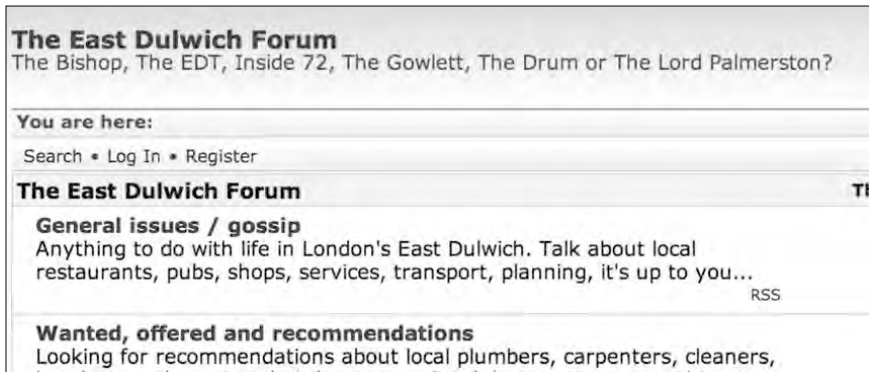 The East Dulwich Forum
The Bishop, The EDT, Inside 72, The Gowlett, The Drum or The Lord Palmerston?
You are here:
Search • Log In • Register
The East Dulwich Forum
General issues / gossip
Anything to do with life in London's East Dulwich. Talk about local
restaurants, pubs, shops, services, transport, planning, it's up to you...
RSS
Wanted, offered and recommendations
Looking for recommendations about local plumbers, carpenters, cleaners,